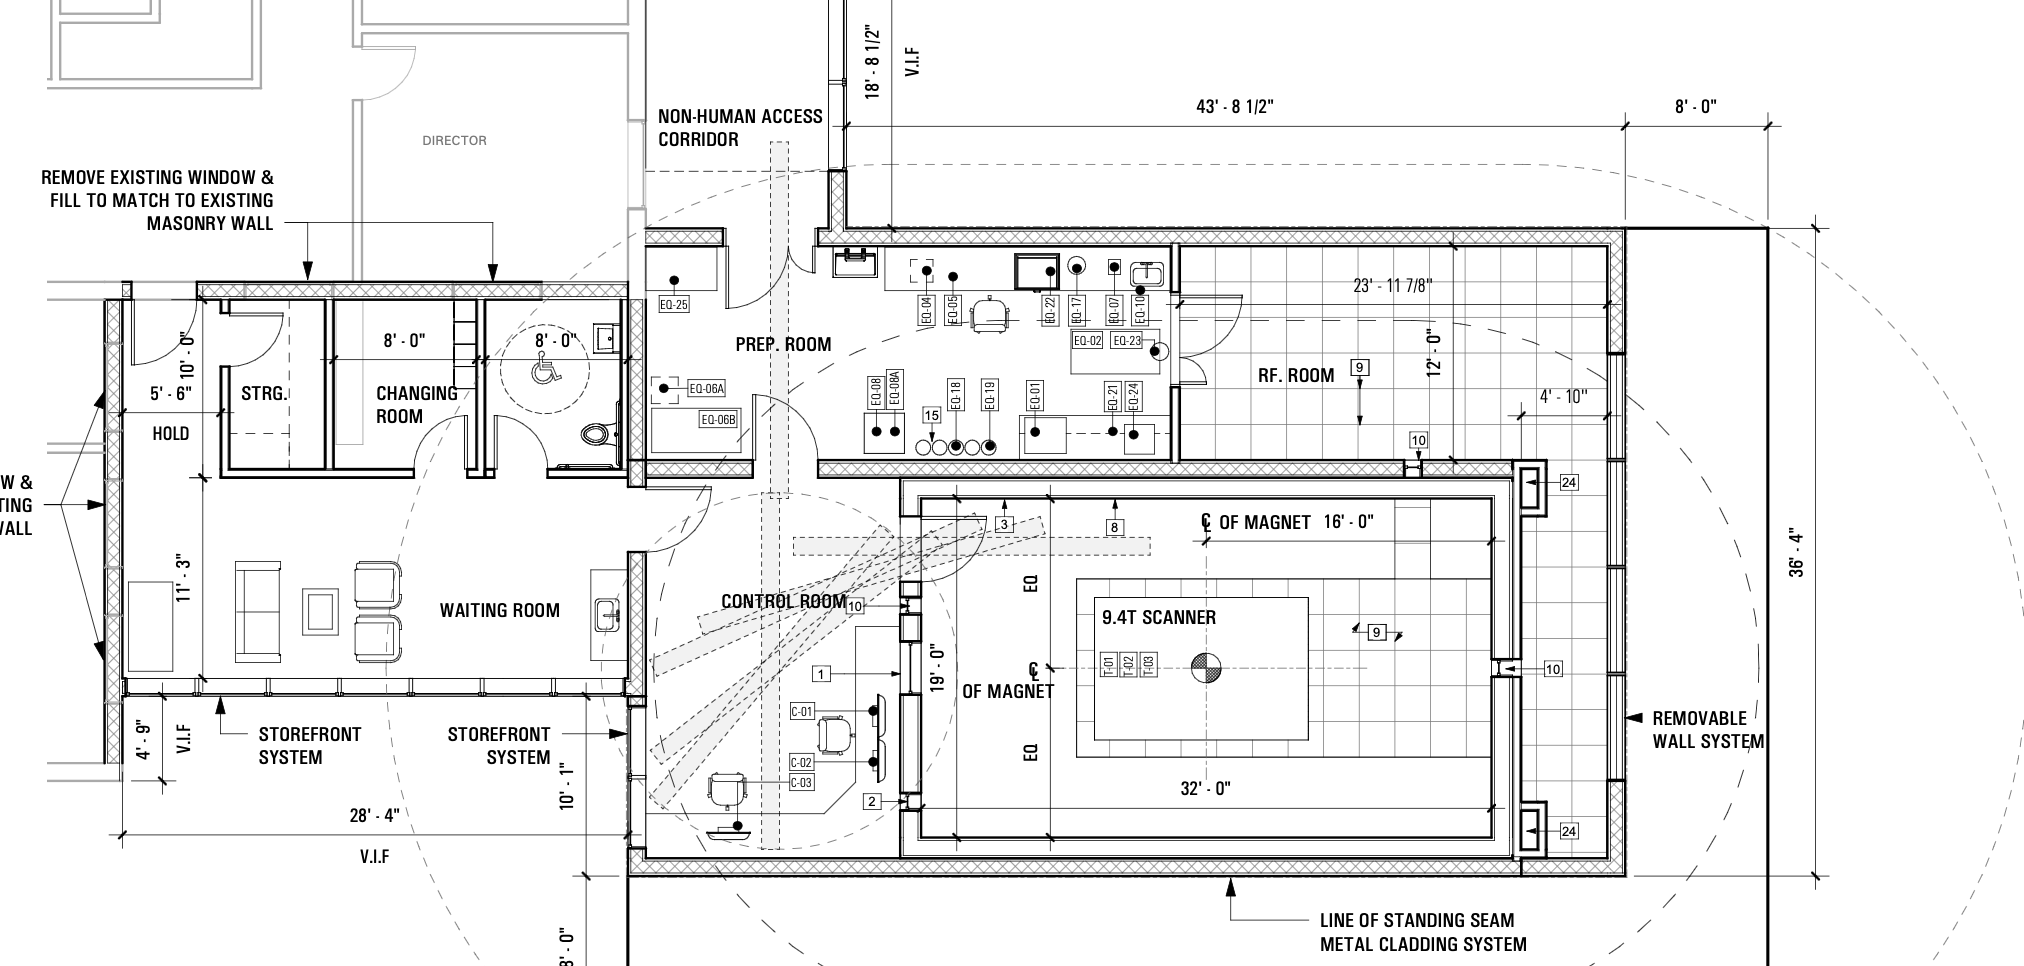 18' - 8 1/2"
V.I.F
43' - 8 1/2"
8' - 0"
NON-HUMAN ACCESS
CORRIDOR
DIRECTOR
REMOVE EXISTING WINDOW &
FILL TO MATCH TO EXISTING
MASONRY WALL
EQ-25
EQ-04
EQ-05
EQ-22
EQ-17
EQ-07
EQ-10
23' - 11 7/8"
PREP. ROOM
EQ-02
EQ-23
12' - 0"
10' - 0"
8' - 0"
8' - 0"
RF. ROOM
9
5' - 6"
STRG.
CHANGING
ROOM
EQ-06A
EQ-06B
EQ-08
EQ-08A
15
EQ-18
EQ-19
EQ-01
EQ-21
EQ-24
4' - 10"
HOLD
10
W &
TING
WALL
24
3
8
℄ OF MAGNET 16' - 0"
11' - 3"
EQ
36' - 4"
WAITING ROOM
CONTROL ROOM
10
9.4T SCANNER
9
T-01
T-02
T-03
1
19' - 0"
℄
OF MAGNET
10
C-01
C-02
C-03
2
EQ
REMOVABLE
WALL SYSTEM
4' - 9"
V.I.F
STOREFRONT
SYSTEM
STOREFRONT
SYSTEM
10' - 1"
32' - 0"
28' - 4"
V.I.F
24
LINE OF STANDING SEAM
METAL CLADDING SYSTEM
8' - 0"